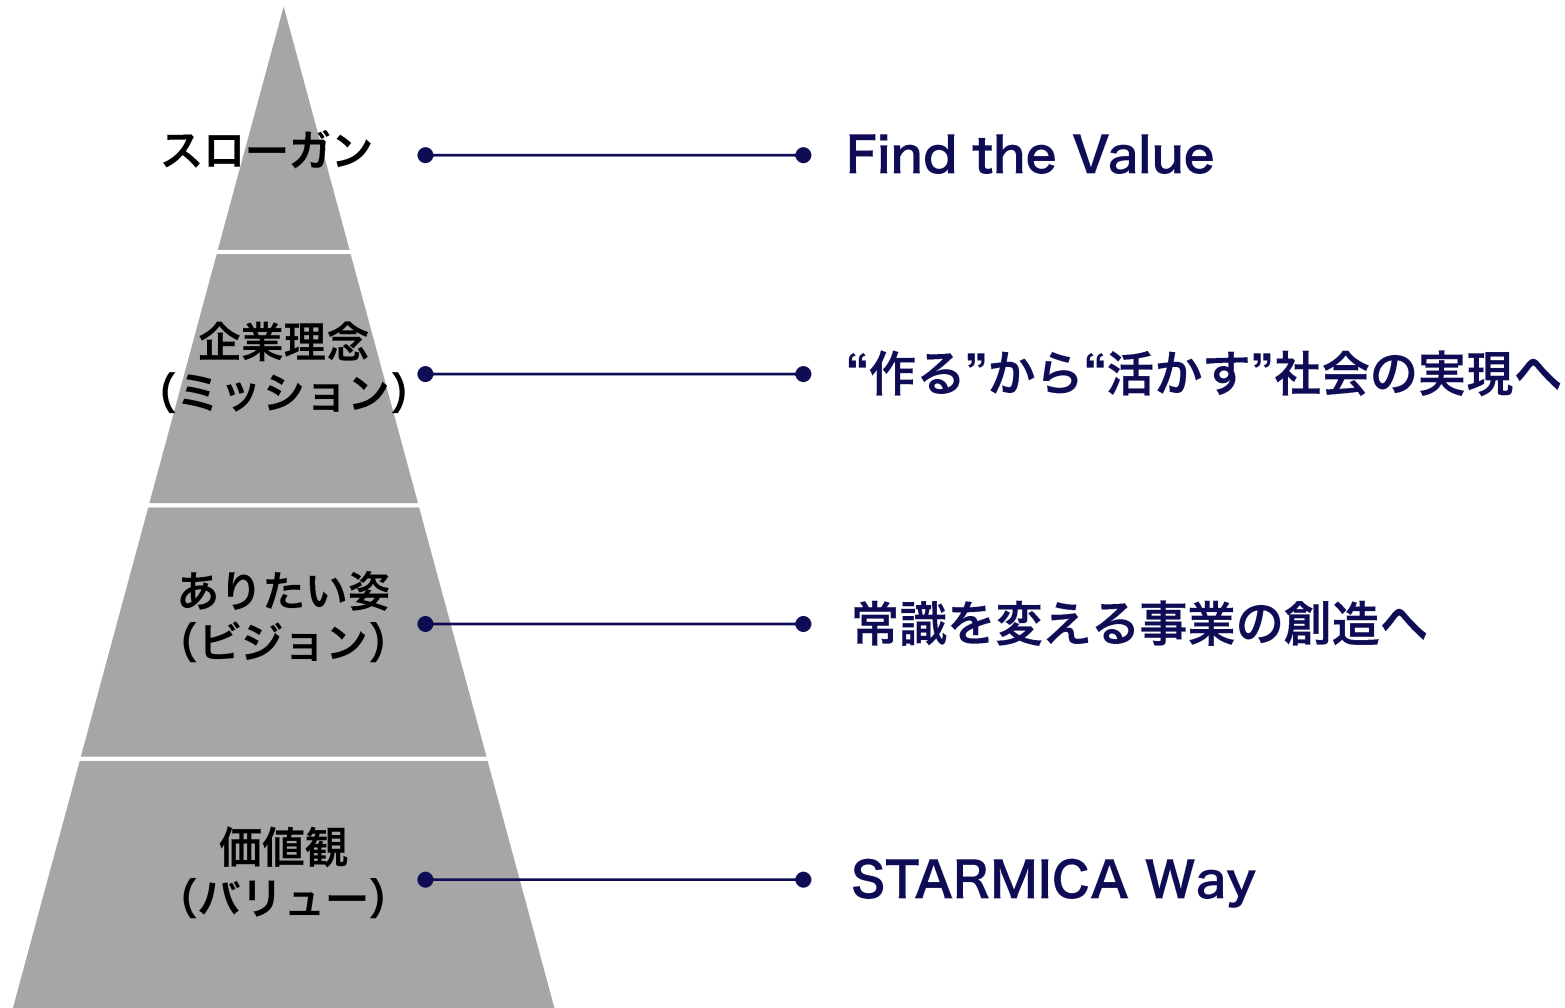 スローガン
Find the Value
企業理念
(ミッション)
“作る”から“活かす”社会の実現へ
ありたい姿
(ビジョン)
常識を変える事業の創造へ
価値観
(バリュー)
STARMICA Way